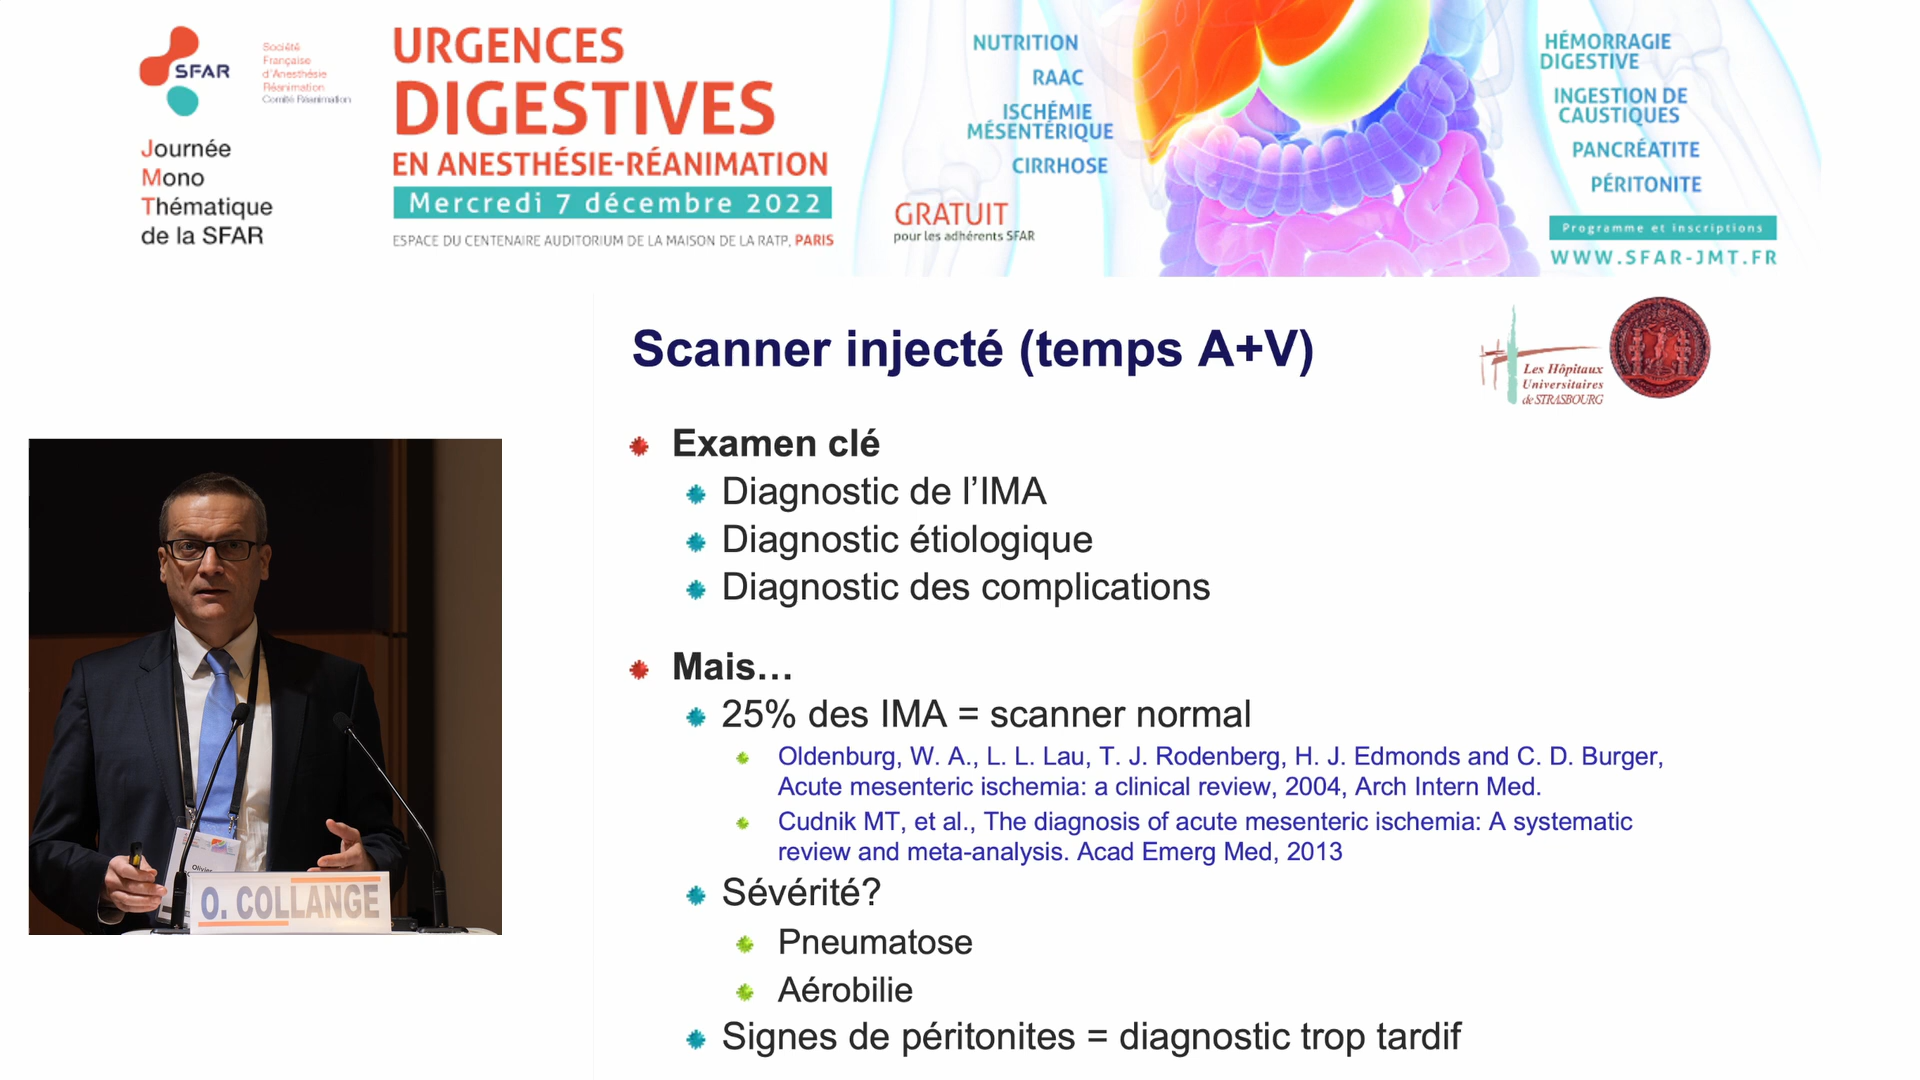 SFAR
Société
Française
d'Anesthésie
Réanimation
Comité Réanimation
Journée
Mono
Thématique
de la SFAR
URGENCES
DIGESTIVES
EN ANESTHÉSIE-RÉANIMATION
Mercredi 7 décembre 2022
ESPACE DU CENTENAIRE AUDITORIUM DE LA MAISON DE LA RATP, PARIS
NUTRITION
RAAC
ISCHÉMIE
MÉSENTÉRIQUE
CIRRHOSE
GRATUIT
pour les adhérents SFAR
HÉMORRAGIE
DIGESTIVE
INGESTION DE
CAUSTIQUES
PANCRÉATITE
PÉRITONITE
Programme et inscriptions
WWW.SFAR-JMT.FR
Scanner injecté (temps A+V)
Les Hôpitaux
Universitaires
de STRASBOURG
Examen clé
Diagnostic de l'IMA
Diagnostic étiologique
Diagnostic des complications
Mais…
25% des IMA = scanner normal
Oldenburg, W. A., L. L. Lau, T. J. Rodenberg, H. J. Edmonds and C. D. Burger,
Acute mesenteric ischemia: a clinical review, 2004, Arch Intern Med.
Cudnik MT, et al., The diagnosis of acute mesenteric ischemia: A systematic
review and meta-analysis. Acad Emerg Med, 2013
Sévérité?
Pneumatose
Aérobilie
Signes de péritonites = diagnostic trop tardif
Olivier
O. COLLANGE